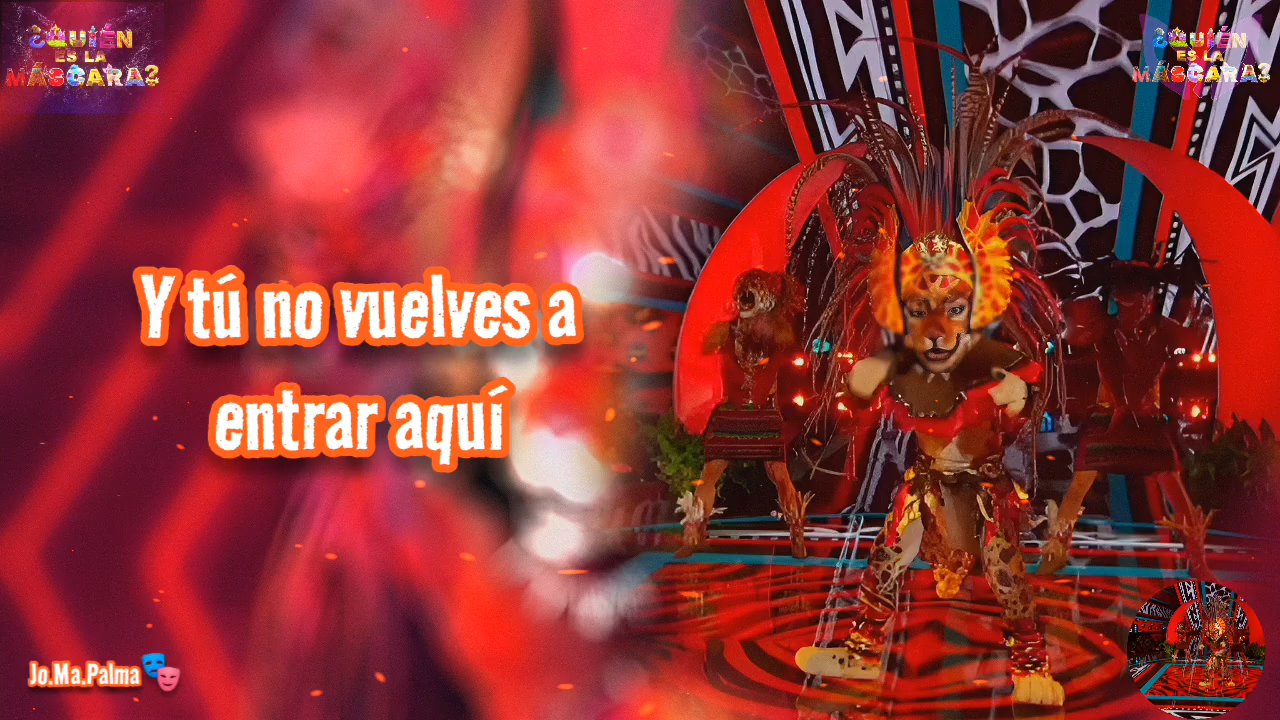 ¿QUIÉN
ES LA
MÁSCARA?
¿QUIÉN
ES LA
MÁSCARA?
Y tú no vuelves a
entrar aquí
Jo.Ma.Palma